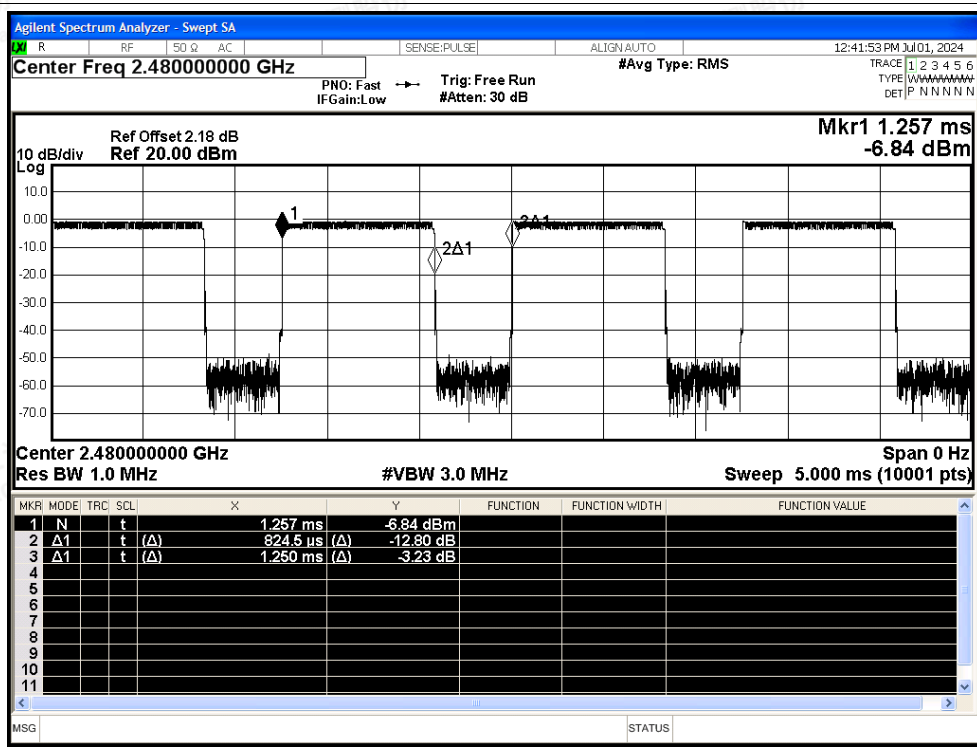 Agilent Spectrum Analyzer - Swept SA
LXI R RF 50 Ω AC SENSE:PULSE ALIGN AUTO 12:41:53 PM Jul 01, 2024
Center Freq 2.480000000 GHz #Avg Type: RMS TRACE 1 2 3 4 5 6
PNO: Fast Trig: Free Run TYPE WWWWWW
IFGain:Low #Atten: 30 dB DET P N N N N N
Mkr1 1.257 ms
-6.84 dBm
Ref Offset 2.18 dB
10 dB/div Ref 20.00 dBm
Log
10.0
0.00
-10.0
-20.0
-30.0
-40.0
-50.0
-60.0
-70.0
1
2Δ1
3Δ1
Center 2.480000000 GHz Span 0 Hz
Res BW 1.0 MHz #VBW 3.0 MHz Sweep 5.000 ms (10001 pts)
MKR MODE TRC SCL X Y FUNCTION FUNCTION WIDTH FUNCTION VALUE
1 N t 1.257 ms -6.84 dBm
2 Δ1 t (Δ) 824.5 µs (Δ) -12.80 dB
3 Δ1 t (Δ) 1.250 ms (Δ) -3.23 dB
4
5
6
7
8
9
10
11
MSG STATUS